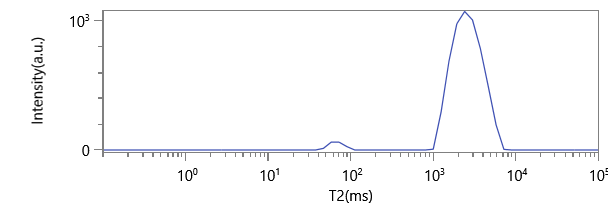 10³
Intensity(a.u.)
0
10⁰ 10¹ 10² 10³ 10⁴ 10⁵
T2(ms)